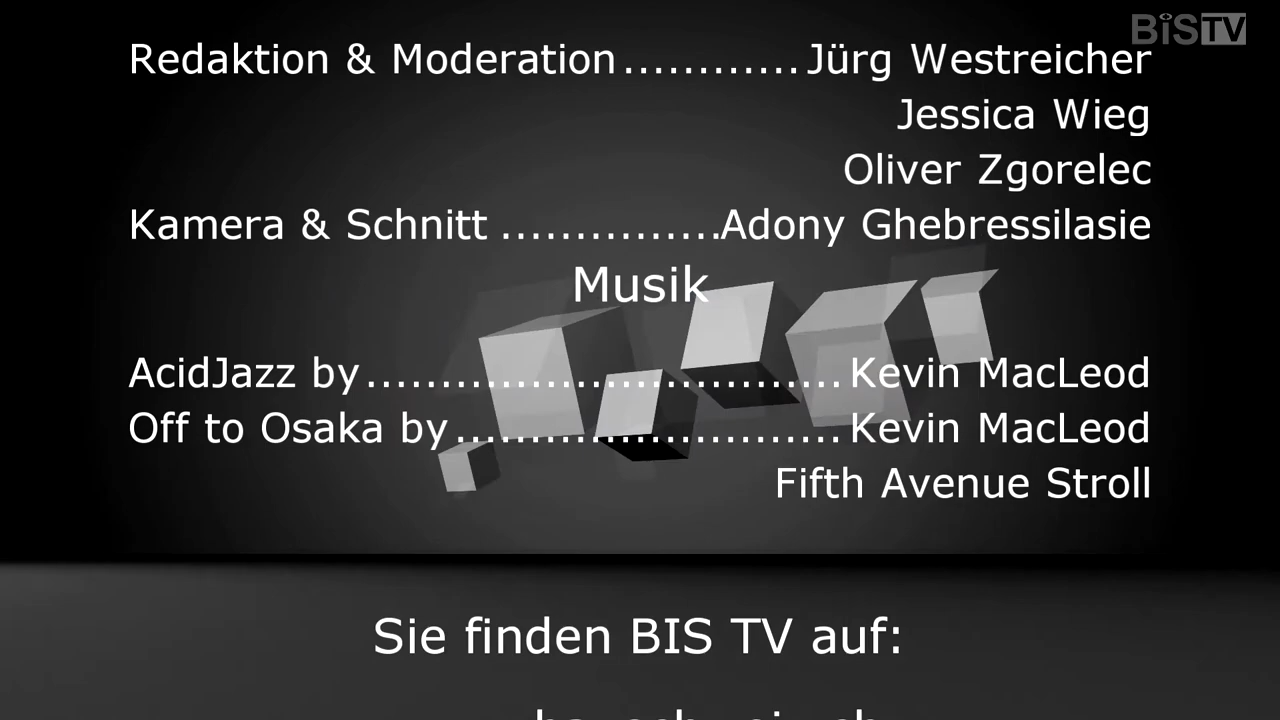 BiSTV
Redaktion & Moderation............Jürg Westreicher
Jessica Wieg
Oliver Zgorelec
Kamera & Schnitt ...............Adony Ghebressilasie
Musik
AcidJazz by................................Kevin MacLeod
Off to Osaka by..........................Kevin MacLeod
Fifth Avenue Stroll
Sie finden BIS TV auf: